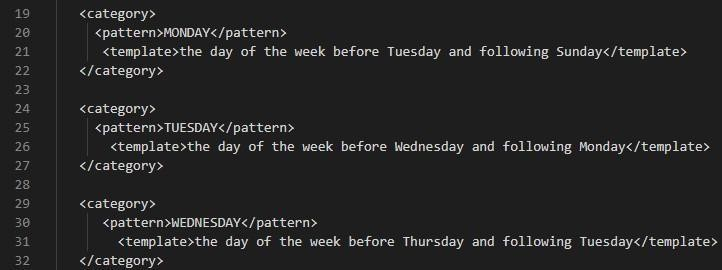 19 <category>
20 <pattern>MONDAY</pattern>
21 <template>the day of the week before Tuesday and following Sunday</template>
22 </category>
23
24 <category>
25 <pattern>TUESDAY</pattern>
26 <template>the day of the week before Wednesday and following Monday</template>
27 </category>
28
29 <category>
30 <pattern>WEDNESDAY</pattern>
31 <template>the day of the week before Thursday and following Tuesday</template>
32 </category>